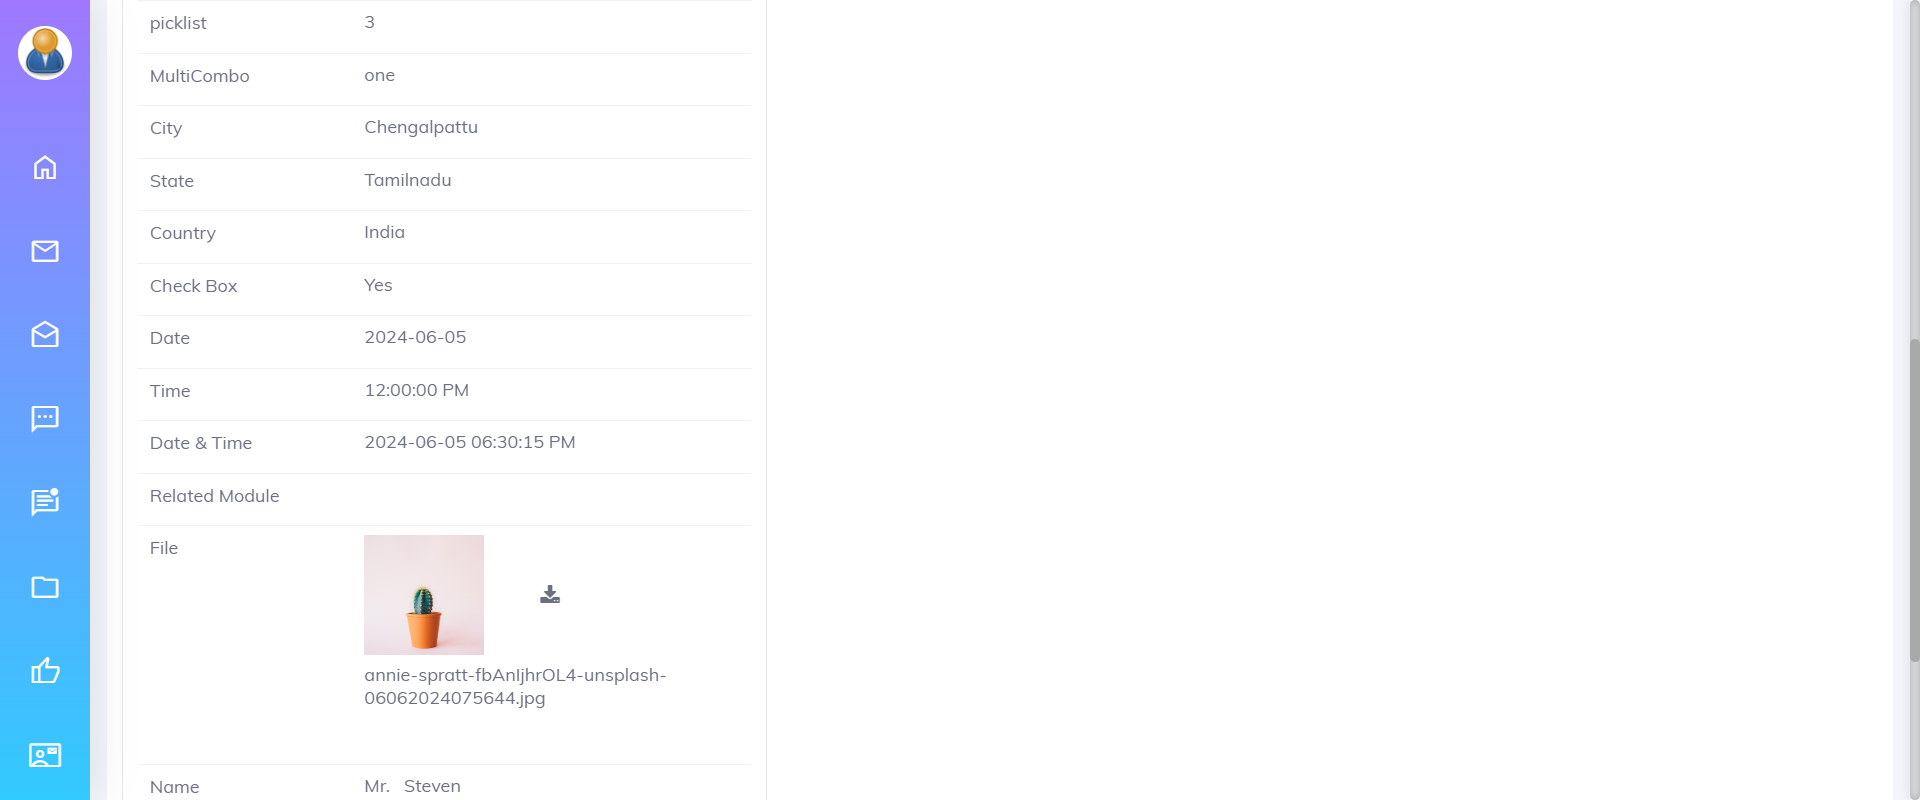 picklist 3
MultiCombo one
City Chengalpattu
State Tamilnadu
Country India
Check Box Yes
Date 2024-06-05
Time 12:00:00 PM
Date & Time 2024-06-05 06:30:15 PM
Related Module
File
annie-spratt-fbAnIjhrOL4-unsplash-
06062024075644.jpg
Name Mr. Steven